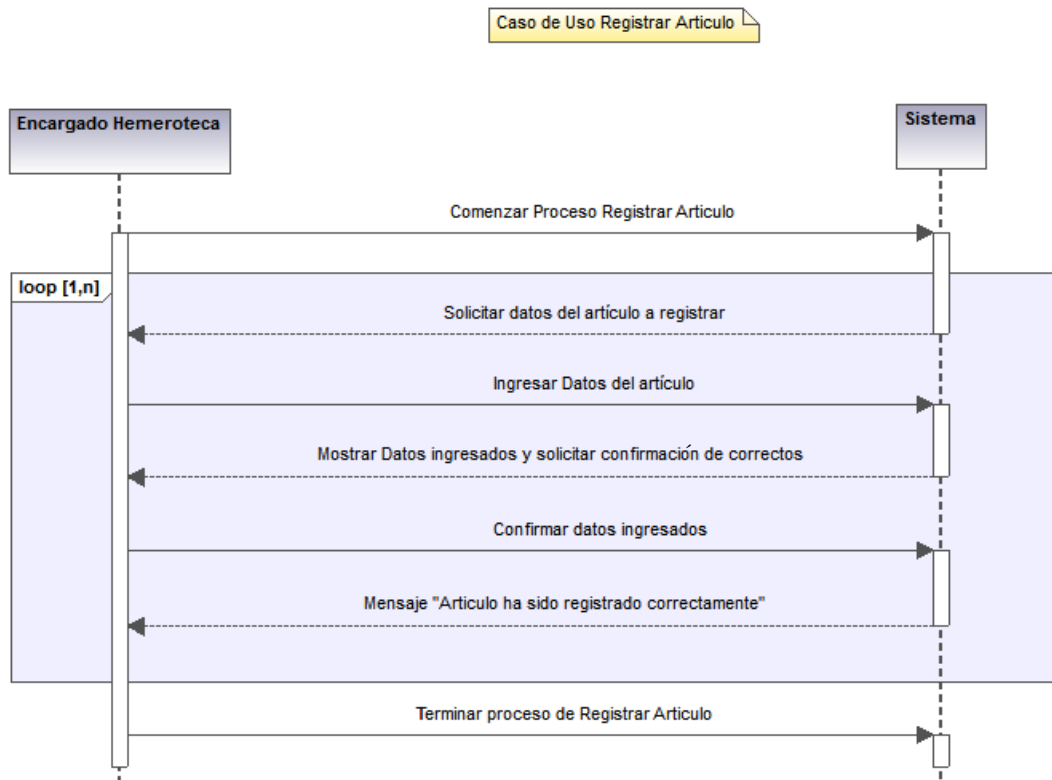 Caso de Uso Registrar Articulo
Encargado Hemeroteca
Sistema
Comenzar Proceso Registrar Articulo
loop [1,n]
Solicitar datos del artículo a registrar
Ingresar Datos del artículo
Mostrar Datos ingresados y solicitar confirmación de correctos
Confirmar datos ingresados
Mensaje "Articulo ha sido registrado correctamente"
Terminar proceso de Registrar Articulo